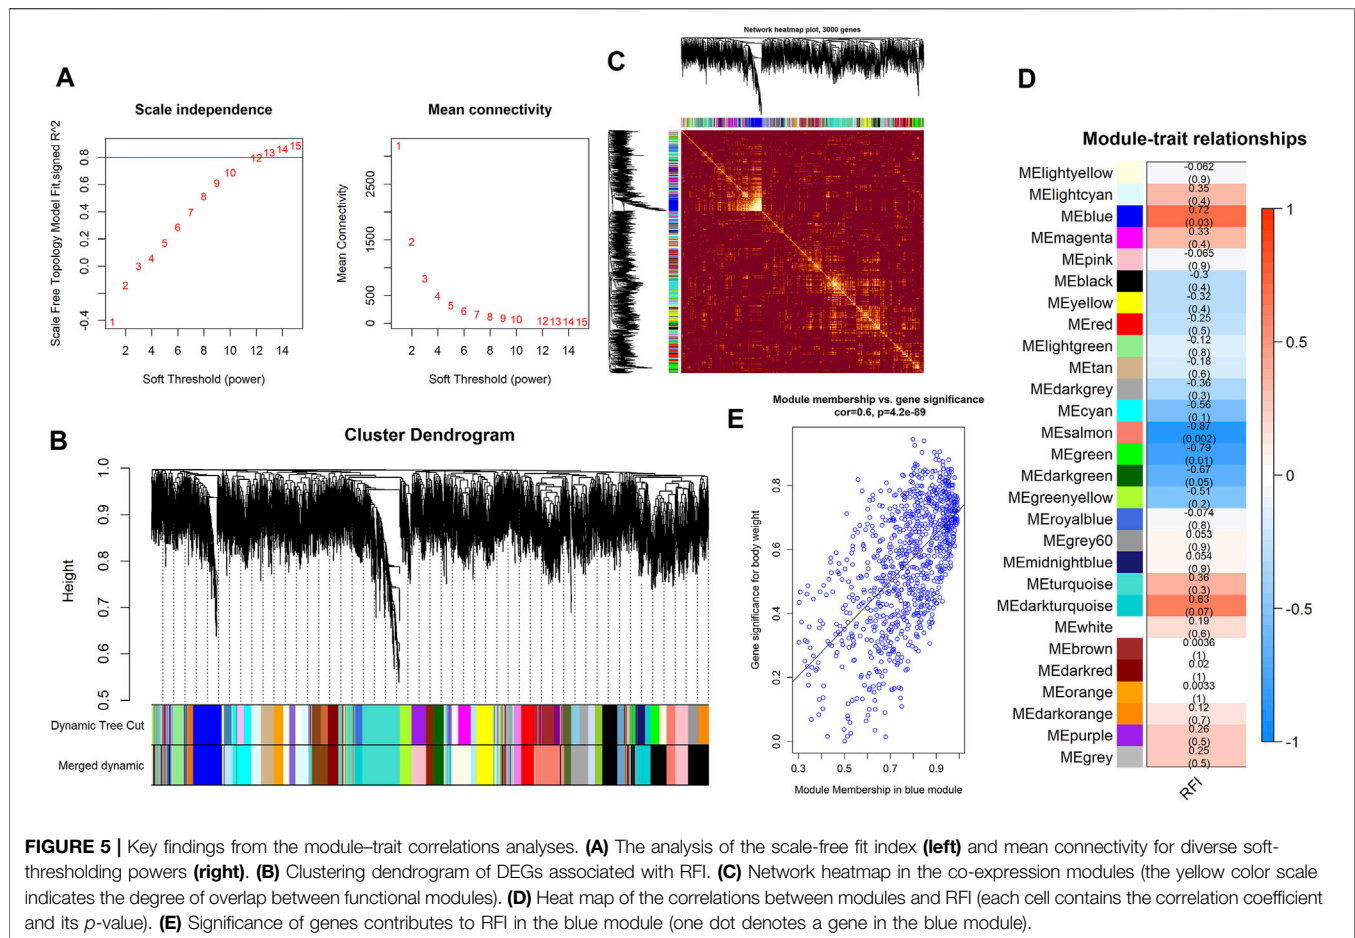 A
Scale independence
Scale Free Topology Model Fit,signed R^2
0.8
0.6
0.4
0.2
0.0
-0.4
1
2
3
4
5
6
7
8
9
10
12
13
14
15
2 4 6 8 10 12 14
Soft Threshold (power)
Mean connectivity
Mean Connectivity
2500
1500
500
0
1
2
3
4
5
6
7
8
9
10
12
13
14
15
2 4 6 8 10 12 14
Soft Threshold (power)
C
Network heatmap plot, 3000 genes
D
Module-trait relationships
MElightyellow -0.062 (0.9)
MElightcyan 0.35 (0.4)
MEblue 0.72 (0.03)
MEmagenta 0.33 (0.4)
MEpink -0.065 (0.9)
MEblack -0.3 (0.4)
MEyellow -0.32 (0.4)
MEred -0.25 (0.5)
MElightgreen -0.12 (0.8)
MEtan -0.18 (0.6)
MEdarkgrey -0.36 (0.3)
MEcyan -0.56 (0.1)
MEsalmon -0.87 (0.002)
MEgreen -0.79 (0.01)
MEdarkgreen -0.67 (0.05)
MEgreenyellow -0.51 (0.2)
MEroyalblue -0.074 (0.8)
MEgrey60 0.053 (0.9)
MEmidnightblue 0.054 (0.9)
MEturquoise 0.36 (0.3)
MEdarkturquoise 0.63 (0.07)
MEwhite 0.19 (0.6)
MEbrown 0.0036 (1)
MEdarkred 0.02 (1)
MEorange 0.0033 (1)
MEdarkorange 0.12 (0.7)
MEpurple 0.26 (0.5)
MEgrey 0.25 (0.5)
RFI
1
0.5
0
-0.5
-1
B
Cluster Dendrogram
Height
1.0
0.9
0.8
0.7
0.6
0.5
Dynamic Tree Cut
Merged dynamic
E
Module membership vs. gene significance
cor=0.6, p=4.2e-89
Gene significance for body weight
0.8
0.6
0.4
0.2
0.0
0.3 0.5 0.7 0.9
Module Membership in blue module
FIGURE 5 | Key findings from the module–trait correlations analyses. (A) The analysis of the scale-free fit index (left) and mean connectivity for diverse soft-
thresholding powers (right). (B) Clustering dendrogram of DEGs associated with RFI. (C) Network heatmap in the co-expression modules (the yellow color scale
indicates the degree of overlap between functional modules). (D) Heat map of the correlations between modules and RFI (each cell contains the correlation coefficient
and its p-value). (E) Significance of genes contributes to RFI in the blue module (one dot denotes a gene in the blue module).